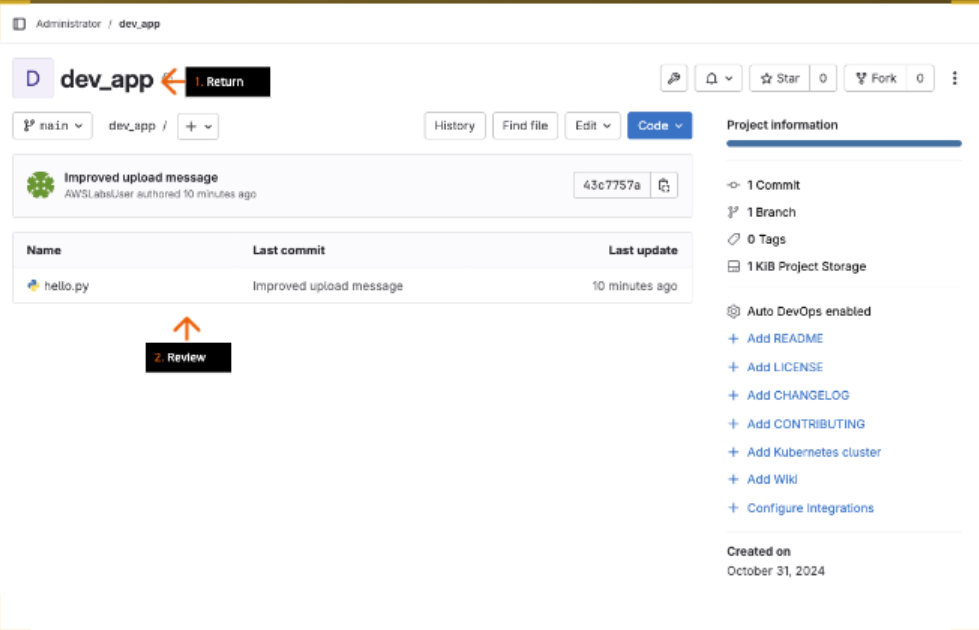 Administrator / dev_app
D dev_app 1. Return
Star 0 Fork 0
main dev_app / + History Find file Edit Code
Improved upload message
AWSLabsUser authored 10 minutes ago
43c7757a
Name Last commit Last update
hello.py Improved upload message 10 minutes ago
2. Review
Project information
1 Commit
1 Branch
0 Tags
1 KiB Project Storage
Auto DevOps enabled
+ Add README
+ Add LICENSE
+ Add CHANGELOG
+ Add CONTRIBUTING
+ Add Kubernetes cluster
+ Add Wiki
+ Configure Integrations
Created on
October 31, 2024